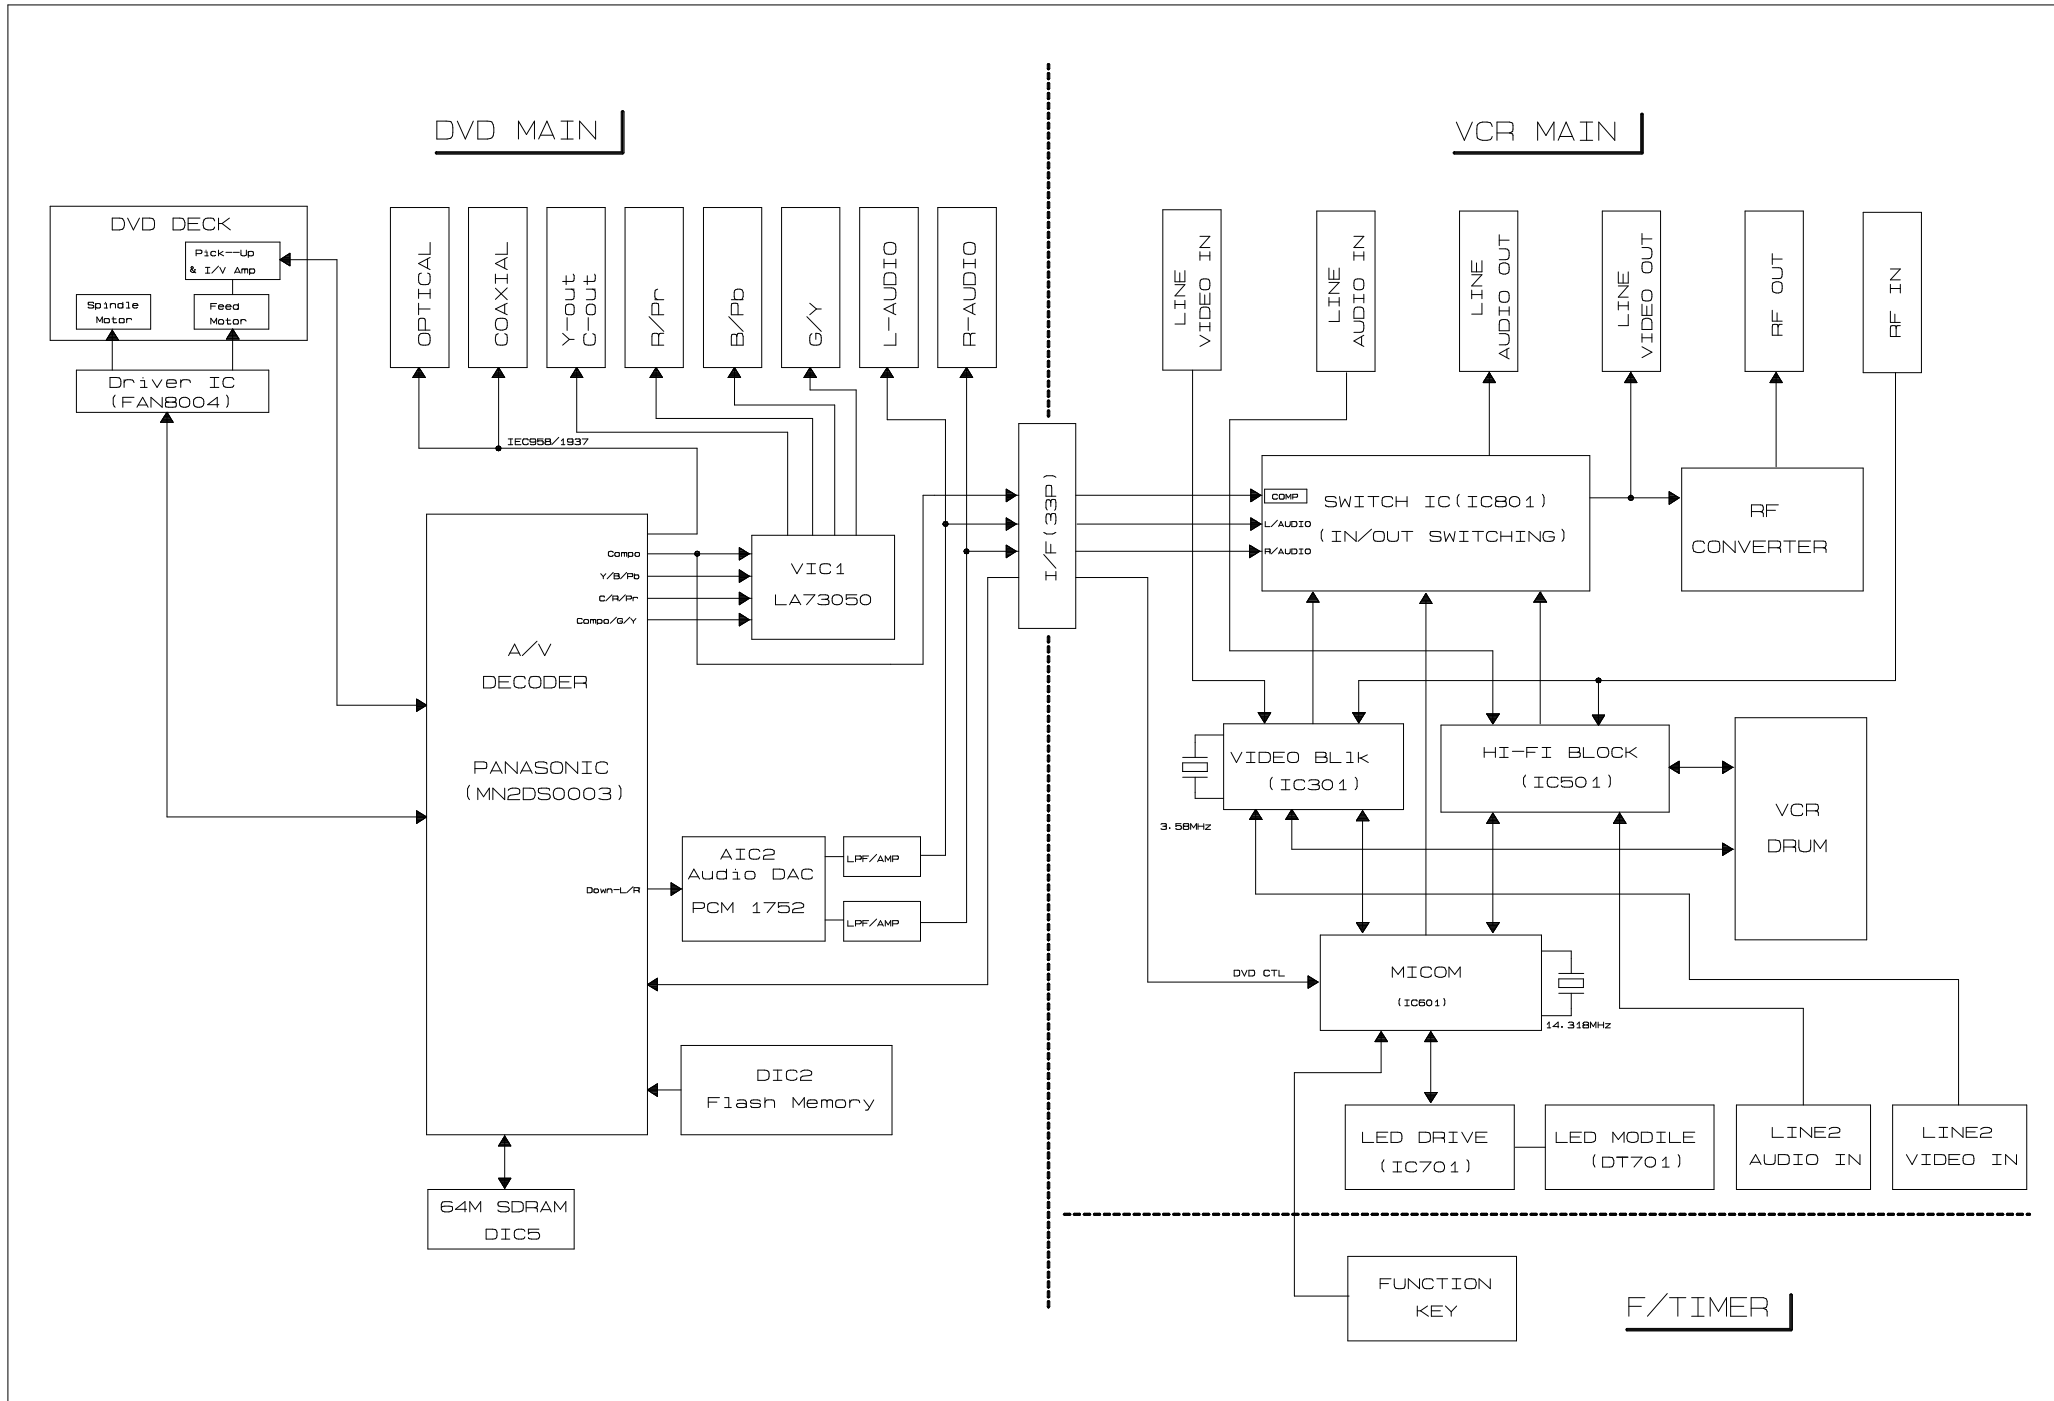 DVD MAIN
VCR MAIN
DVD DECK
Pick--Up
& I/V Amp
Spindle
Motor
Feed
Motor
Driver IC
(FAN8004)
OPTICAL
COAXIAL
Y-out
C-out
R/Pr
B/Pb
G/Y
L-AUDIO
R-AUDIO
IEC958/1937
LINE
VIDEO IN
LINE
AUDIO IN
LINE
AUDIO OUT
LINE
VIDEO OUT
RF OUT
RF IN
I/F(33P)
COMP
L/AUDIO
R/AUDIO
SWITCH IC(IC801)
(IN/OUT SWITCHING)
RF
CONVERTER
Compo
Y/B/Pb
C/R/Pr
Compo/G/Y
VIC1
LA73050
A/V
DECODER
PANASONIC
(MN2DS0003)
Down-L/R
AIC2
Audio DAC
PCM 1752
LPF/AMP
LPF/AMP
VIDEO BLlk
(IC301)
3.58MHz
HI-FI BLOCK
(IC501)
VCR
DRUM
DVD CTL
MICOM
(IC601)
14.318MHz
DIC2
Flash Memory
64M SDRAM
DIC5
LED DRIVE
(IC701)
LED MODILE
(DT701)
LINE2
AUDIO IN
LINE2
VIDEO IN
FUNCTION
KEY
F/TIMER